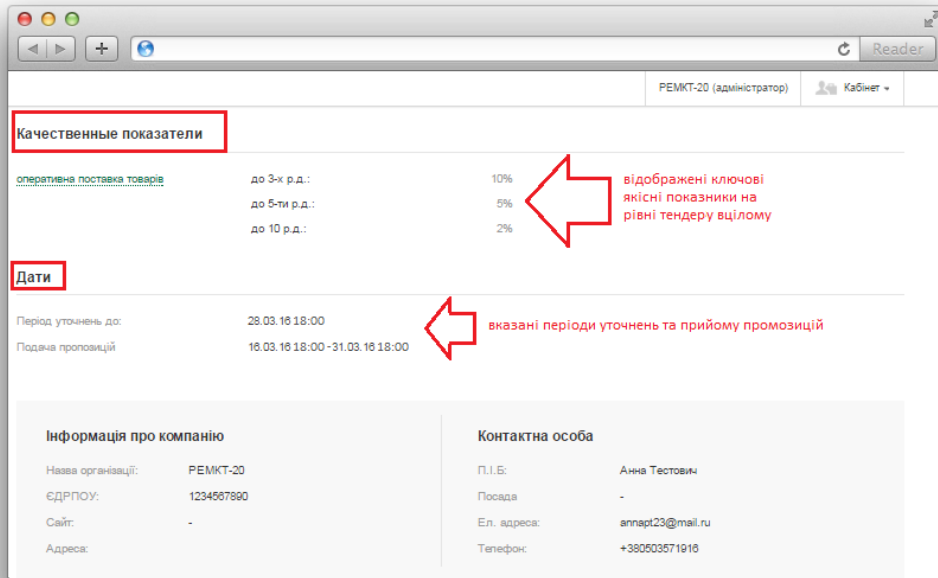 Reader
РЕМКТ-20 (адміністратор) Кабінет
Качественные показатели
оперативна поставка товарів до 3-х р.д.: 10%
до 5-ти р.д.: 5%
до 10 р.д.: 2%
відображені ключові
якісні показники на
рівні тендеру вцілому
Дати
Період уточнень до: 28.03.16 18:00
Подача пропозицій 16.03.16 18:00 -31.03.16 18:00
вказані періоди уточнень та прийому промозицій
Інформація про компанію
Назва організації: РЕМКТ-20
ЄДРПОУ: 1234567890
Сайт: -
Адреса:
Контактна особа
П.І.Б: Анна Тестович
Посада -
Ел. адреса: annapt23@mail.ru
Телефон: +380503571916